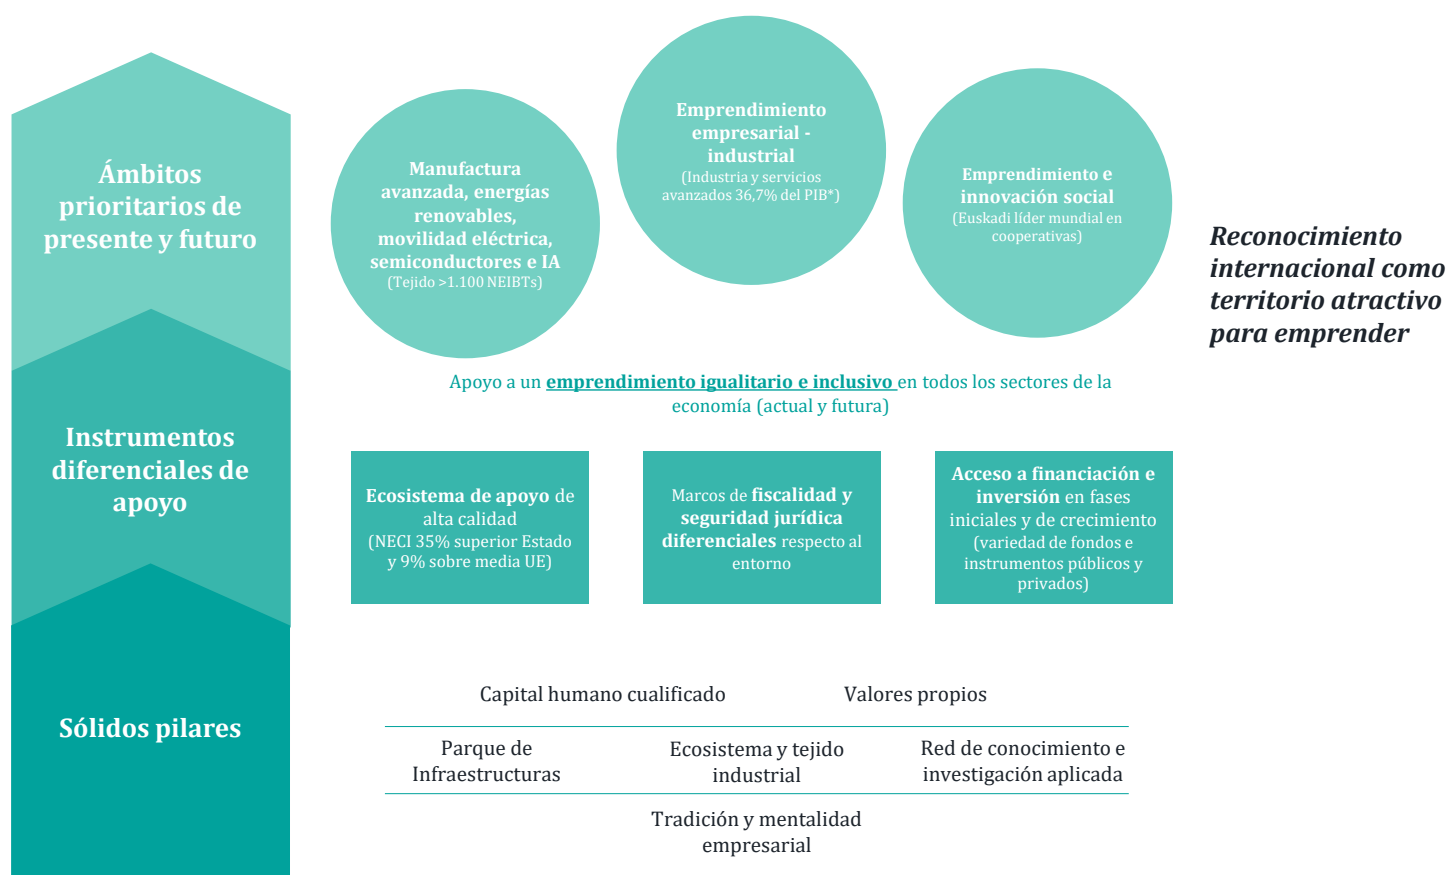 Ámbitos
prioritarios de
presente y futuro
Manufactura
avanzada, energías
renovables,
movilidad eléctrica,
semiconductores e IA
(Tejido >1.100 NEIBTs)
Emprendimiento
empresarial -
industrial
(Industria y servicios
avanzados 36,7% del PIB*)
Emprendimiento e
innovación social
(Euskadi líder mundial en
cooperativas)
Reconocimiento
internacional como
territorio atractivo
para emprender
Apoyo a un emprendimiento igualitario e inclusivo en todos los sectores de la
economía (actual y futura)
Instrumentos
diferenciales de
apoyo
Ecosistema de apoyo de
alta calidad
(NECI 35% superior Estado
y 9% sobre media UE)
Marcos de fiscalidad y
seguridad jurídica
diferenciales respecto al
entorno
Acceso a financiación e
inversión en fases
iniciales y de crecimiento
(variedad de fondos e
instrumentos públicos y
privados)
Sólidos pilares
Capital humano cualificado
Valores propios
Parque de
Infraestructuras
Ecosistema y tejido
industrial
Red de conocimiento e
investigación aplicada
Tradición y mentalidad
empresarial